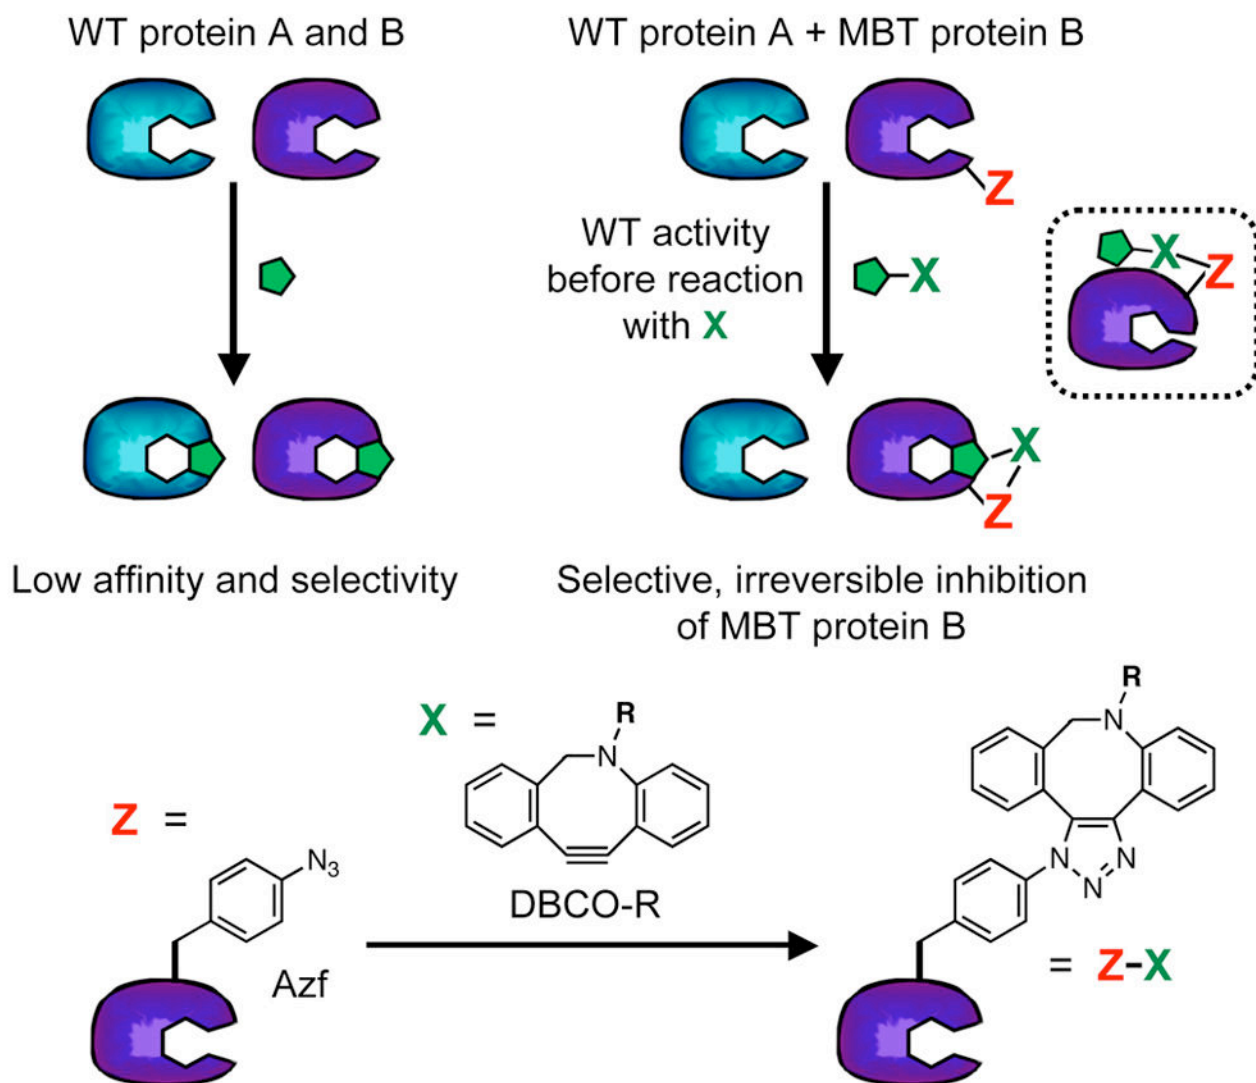 WT protein A and B
WT protein A + MBT protein B
Z
WT activity
before reaction
with X
X
X
Z
X
Z
Low affinity and selectivity
Selective, irreversible inhibition
of MBT protein B
X =
R
N
Z =
N3
DBCO-R
Azf
R
N
N
N
N
= Z-X